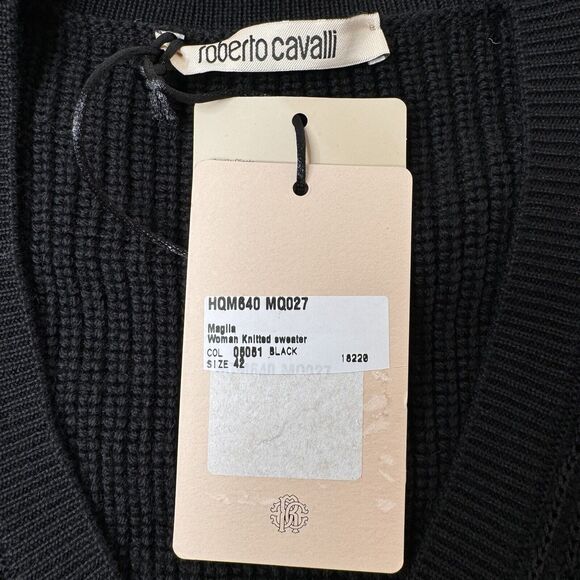 roberto cavalli
HQM640 MQ027
Maglia
Woman Knitted sweater
COL 05051 BLACK 18220
SIZE 42